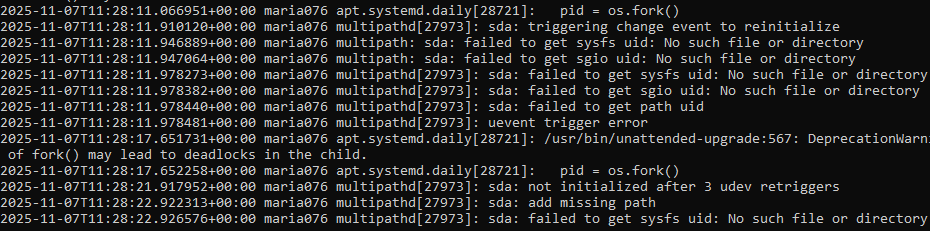 2025-11-07T11:28:11.066951+00:00 maria076 apt.systemd.daily[28721]:   pid = os.fork()
2025-11-07T11:28:11.910120+00:00 maria076 multipathd[27973]: sda: triggering change event to reinitialize
2025-11-07T11:28:11.946889+00:00 maria076 multipath: sda: failed to get sysfs uid: No such file or directory
2025-11-07T11:28:11.947064+00:00 maria076 multipath: sda: failed to get sgio uid: No such file or directory
2025-11-07T11:28:11.978273+00:00 maria076 multipathd[27973]: sda: failed to get sysfs uid: No such file or directory
2025-11-07T11:28:11.978382+00:00 maria076 multipathd[27973]: sda: failed to get sgio uid: No such file or directory
2025-11-07T11:28:11.978440+00:00 maria076 multipathd[27973]: sda: failed to get path uid
2025-11-07T11:28:11.978481+00:00 maria076 multipathd[27973]: uevent trigger error
2025-11-07T11:28:17.651731+00:00 maria076 apt.systemd.daily[28721]: /usr/bin/unattended-upgrade:567: DeprecationWarni
 of fork() may lead to deadlocks in the child.
2025-11-07T11:28:17.652258+00:00 maria076 apt.systemd.daily[28721]:   pid = os.fork()
2025-11-07T11:28:21.917952+00:00 maria076 multipathd[27973]: sda: not initialized after 3 udev retriggers
2025-11-07T11:28:22.922313+00:00 maria076 multipathd[27973]: sda: add missing path
2025-11-07T11:28:22.926576+00:00 maria076 multipathd[27973]: sda: failed to get sysfs uid: No such file or directory